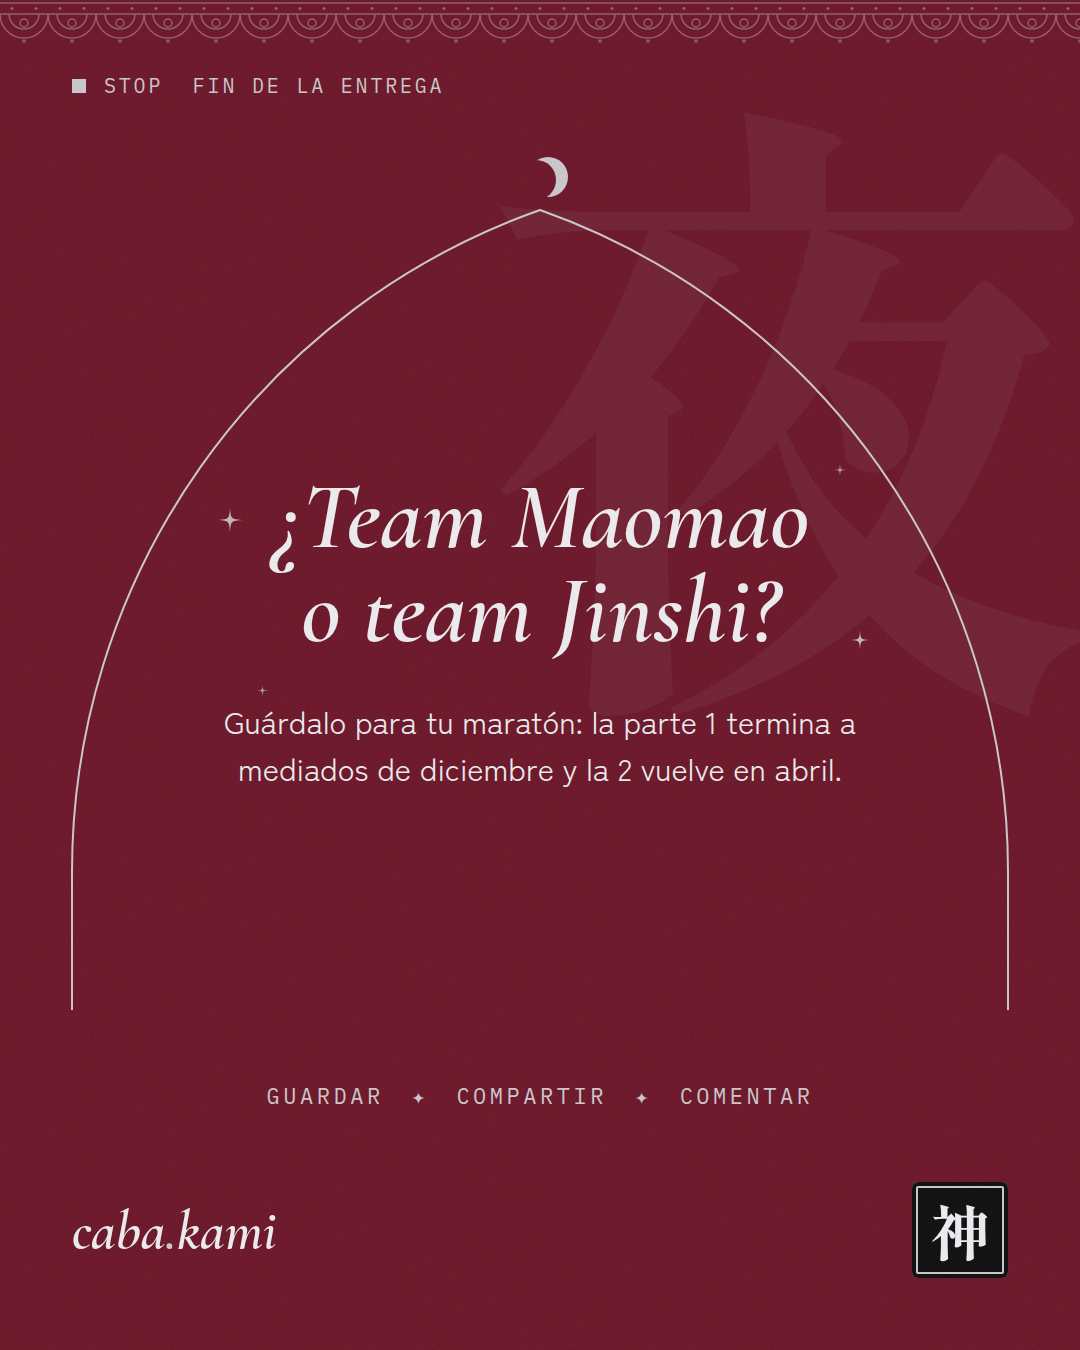 STOP FIN DE LA ENTREGA
夜
¿Team Maomao
o team Jinshi?
Guárdalo para tu maratón: la parte 1 termina a
mediados de diciembre y la 2 vuelve en abril.
GUARDAR ✦ COMPARTIR ✦ COMENTAR
caba.kami
神